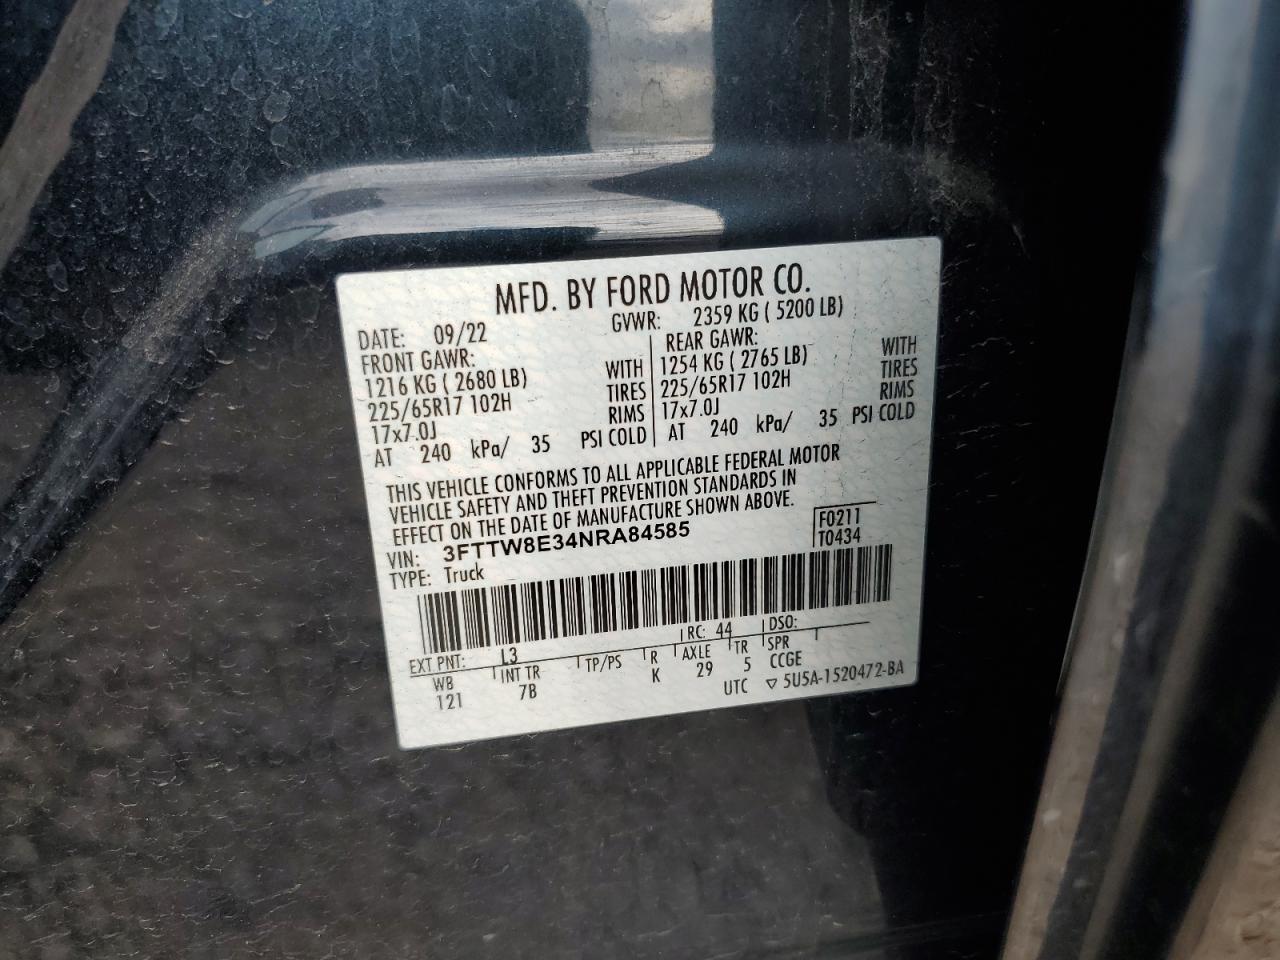 MFD. BY FORD MOTOR CO.
DATE: 09/22 GVWR: 2359 KG ( 5200 LB)
FRONT GAWR: REAR GAWR:
1216 KG ( 2680 LB) WITH 1254 KG ( 2765 LB) WITH
225/65R17 102H TIRES 225/65R17 102H TIRES
17x7.0J RIMS 17x7.0J RIMS
AT 240 kPa/ 35 PSI COLD AT 240 kPa/ 35 PSI COLD
THIS VEHICLE CONFORMS TO ALL APPLICABLE FEDERAL MOTOR
VEHICLE SAFETY AND THEFT PREVENTION STANDARDS IN
EFFECT ON THE DATE OF MANUFACTURE SHOWN ABOVE.
VIN: 3FTTW8E34NRA84585 F0211
TYPE: Truck T0434
EXT PNT: L3 RC: 44 DSO:
WB INT TR TP/PS R AXLE TR SPR
121 7B K 29 5 CCGE
UTC ▽ 5U5A-1520472-BA